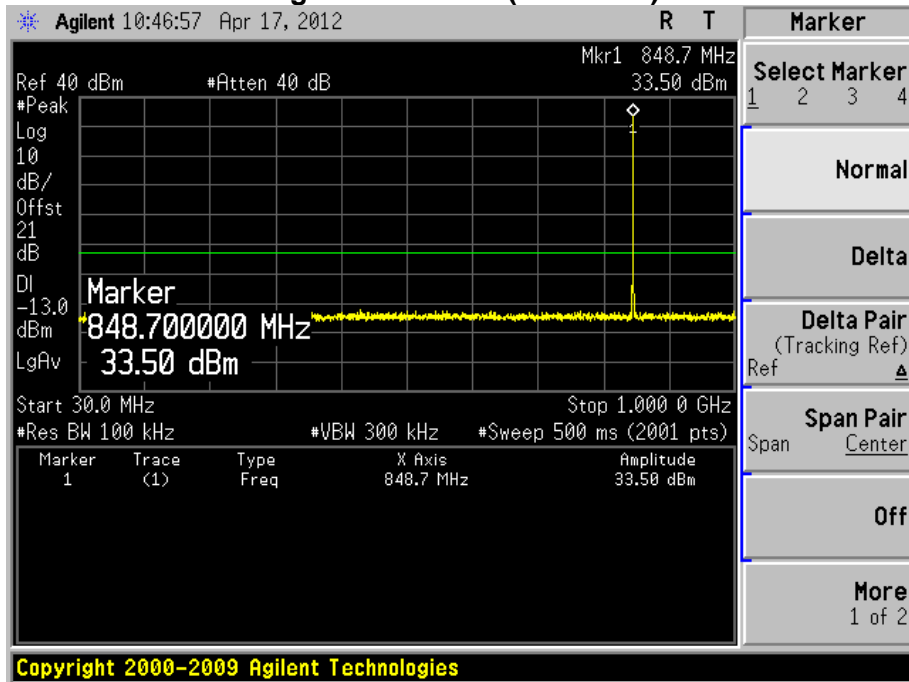 Agilent 10:46:57 Apr 17, 2012 R T
Mkr1 848.7 MHz
Ref 40 dBm #Atten 40 dB 33.50 dBm
#Peak
Log
10
dB/
Offst
21
dB
DI
-13.0
dBm
LgAv
1
Marker
848.700000 MHz
33.50 dBm
Start 30.0 MHz Stop 1.000 0 GHz
#Res BW 100 kHz #VBW 300 kHz #Sweep 500 ms (2001 pts)
Marker Trace Type X Axis Amplitude
1 (1) Freq 848.7 MHz 33.50 dBm
Marker
Select Marker
1 2 3 4
Normal
Delta
Delta Pair
(Tracking Ref)
Ref Δ
Span Pair
Span Center
Off
More
1 of 2
Copyright 2000-2009 Agilent Technologies